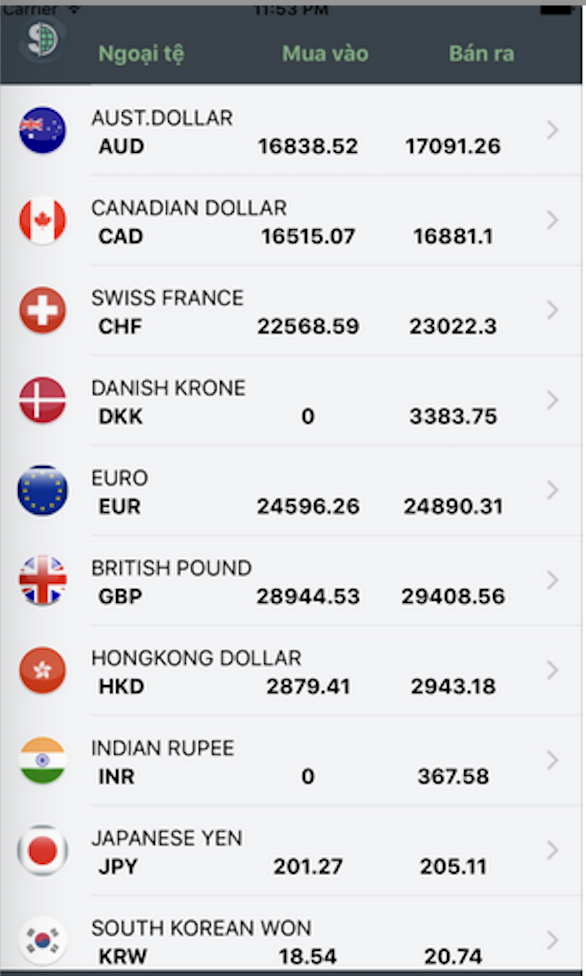 Carrier 11:53 PM
Ngoại tệ Mua vào Bán ra
AUST.DOLLAR
AUD 16838.52 17091.26
CANADIAN DOLLAR
CAD 16515.07 16881.1
SWISS FRANCE
CHF 22568.59 23022.3
DANISH KRONE
DKK 0 3383.75
EURO
EUR 24596.26 24890.31
BRITISH POUND
GBP 28944.53 29408.56
HONGKONG DOLLAR
HKD 2879.41 2943.18
INDIAN RUPEE
INR 0 367.58
JAPANESE YEN
JPY 201.27 205.11
SOUTH KOREAN WON
KRW 18.54 20.74